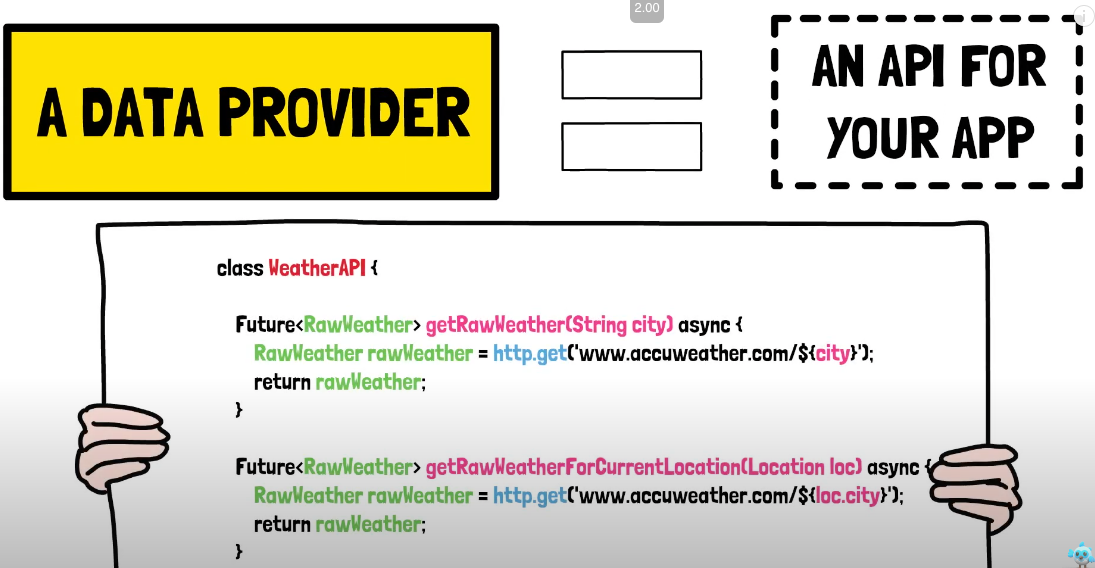 2.00
i
A DATA PROVIDER
AN API FOR
YOUR APP
class WeatherAPI {
Future<RawWeather> getRawWeather(String city) async {
RawWeather rawWeather = http.get('www.accuweather.com/${city}');
return rawWeather;
}
Future<RawWeather> getRawWeatherForCurrentLocation(Location loc) async {
RawWeather rawWeather = http.get('www.accuweather.com/${loc.city}');
return rawWeather;
}